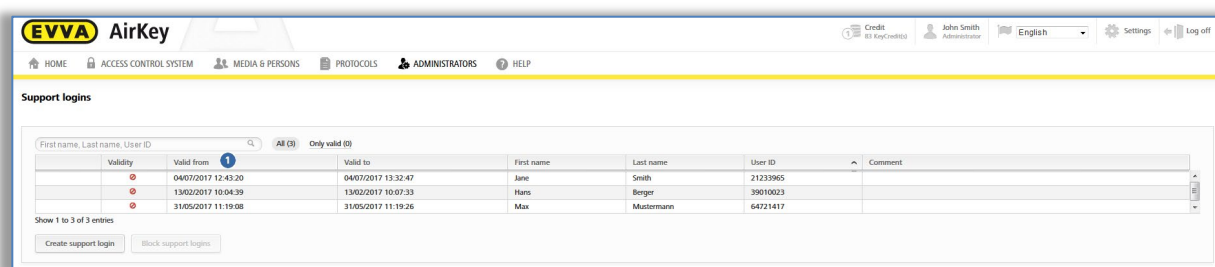 EVVA AirKey
Credit
John Smith
Administrator
English
Settings
Log off
HOME ACCESS CONTROL SYSTEM MEDIA & PERSONS PROTOCOLS ADMINISTRATORS ? HELP
Support logins
First name, Last name, User ID All (3) Only valid (0)
Validity Valid from 1 Valid to First name Last name User ID Comment
04/07/2017 12:43:20 04/07/2017 13:32:47 Jane Smith 21233965
13/02/2017 10:04:39 13/02/2017 10:07:33 Hans Berger 39010023
31/05/2017 11:19:08 31/05/2017 11:19:26 Max Mustermann 64721417
Show 1 to 3 of 3 entries
Create support login Block support logins